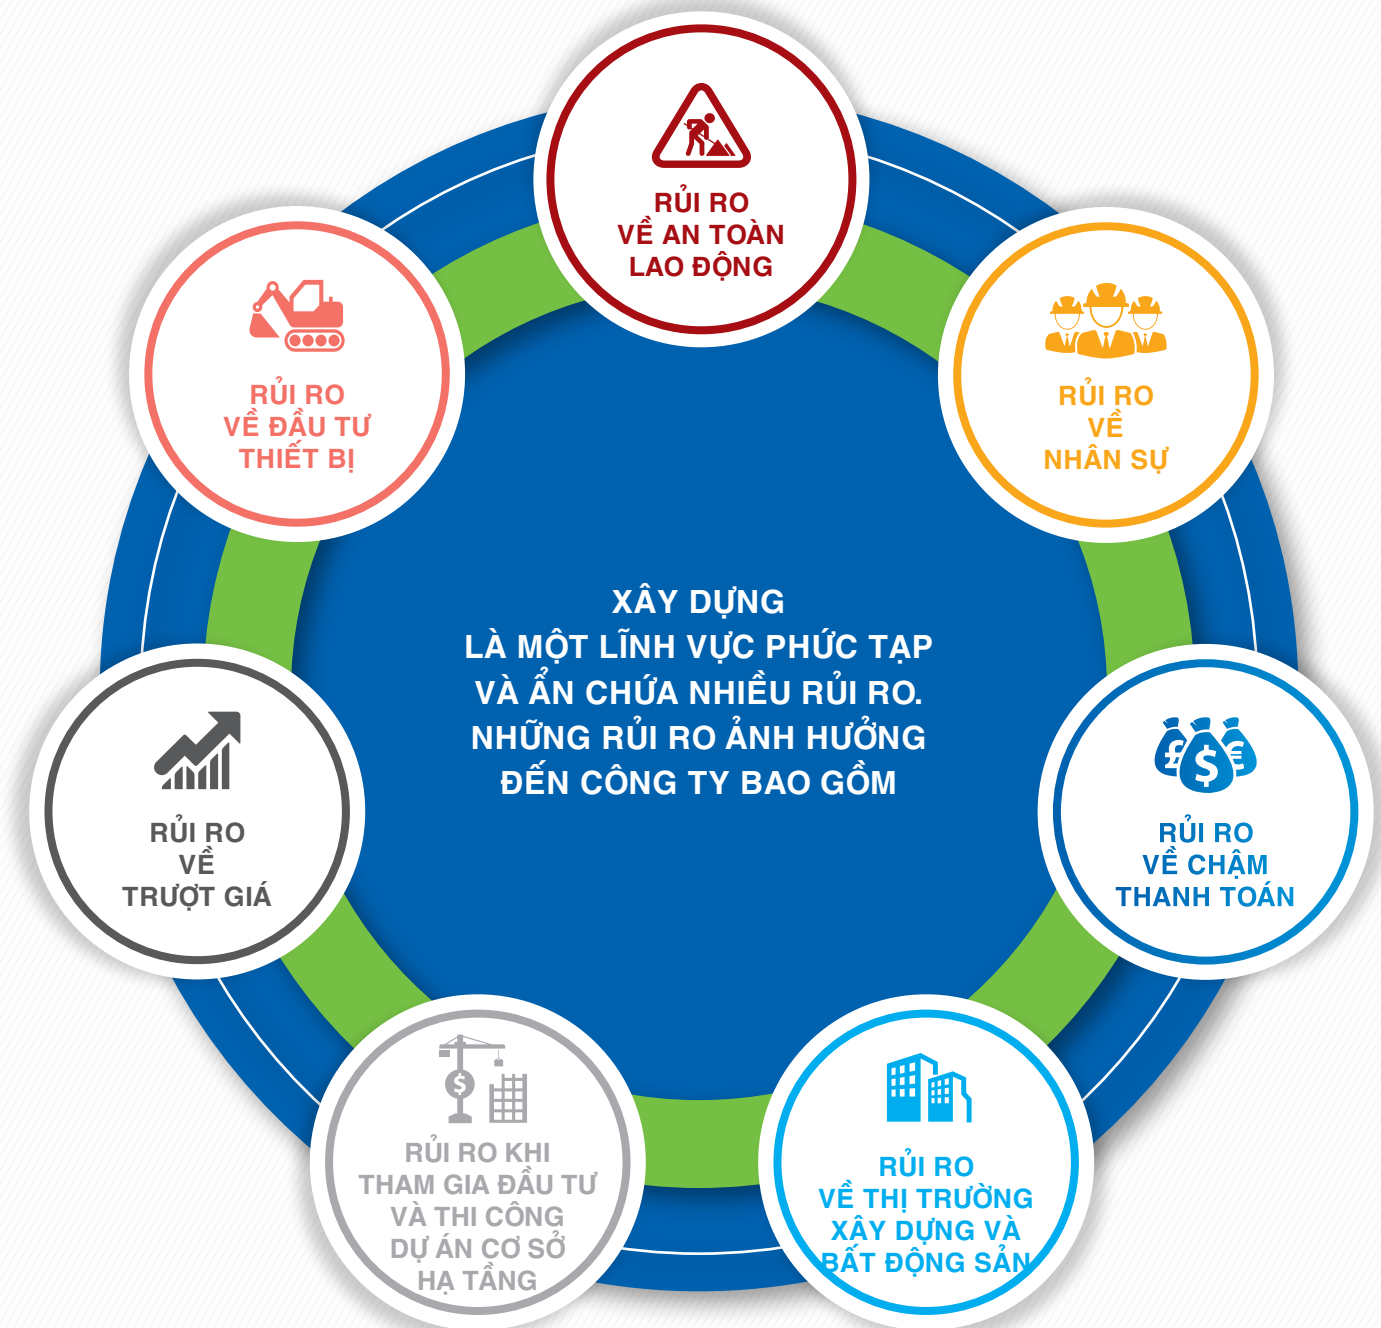 RỦI RO
VỀ AN TOÀN
LAO ĐỘNG
RỦI RO
VỀ
NHÂN SỰ
RỦI RO
VỀ CHẬM
THANH TOÁN
RỦI RO
VỀ THỊ TRƯỜNG
XÂY DỰNG VÀ
BẤT ĐỘNG SẢN
RỦI RO KHI
THAM GIA ĐẦU TƯ
VÀ THI CÔNG
DỰ ÁN CƠ SỞ
HẠ TẦNG
RỦI RO
VỀ
TRƯỢT GIÁ
RỦI RO
VỀ ĐẦU TƯ
THIẾT BỊ
XÂY DỰNG
LÀ MỘT LĨNH VỰC PHỨC TẠP
VÀ ẨN CHỨA NHIỀU RỦI RO.
NHỮNG RỦI RO ẢNH HƯỞNG
ĐẾN CÔNG TY BAO GỒM